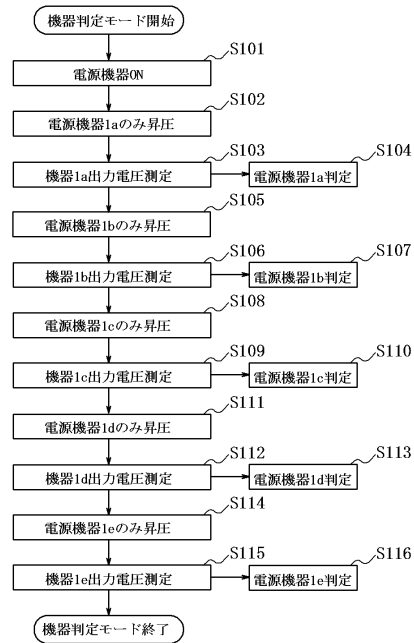 機器判定モード開始
S101
電源機器ON
S102
電源機器1aのみ昇圧
S103
機器1a出力電圧測定
S104
電源機器1a判定
S105
電源機器1bのみ昇圧
S106
機器1b出力電圧測定
S107
電源機器1b判定
S108
電源機器1cのみ昇圧
S109
機器1c出力電圧測定
S110
電源機器1c判定
S111
電源機器1dのみ昇圧
S112
機器1d出力電圧測定
S113
電源機器1d判定
S114
電源機器1eのみ昇圧
S115
機器1e出力電圧測定
S116
電源機器1e判定
機器判定モード終了